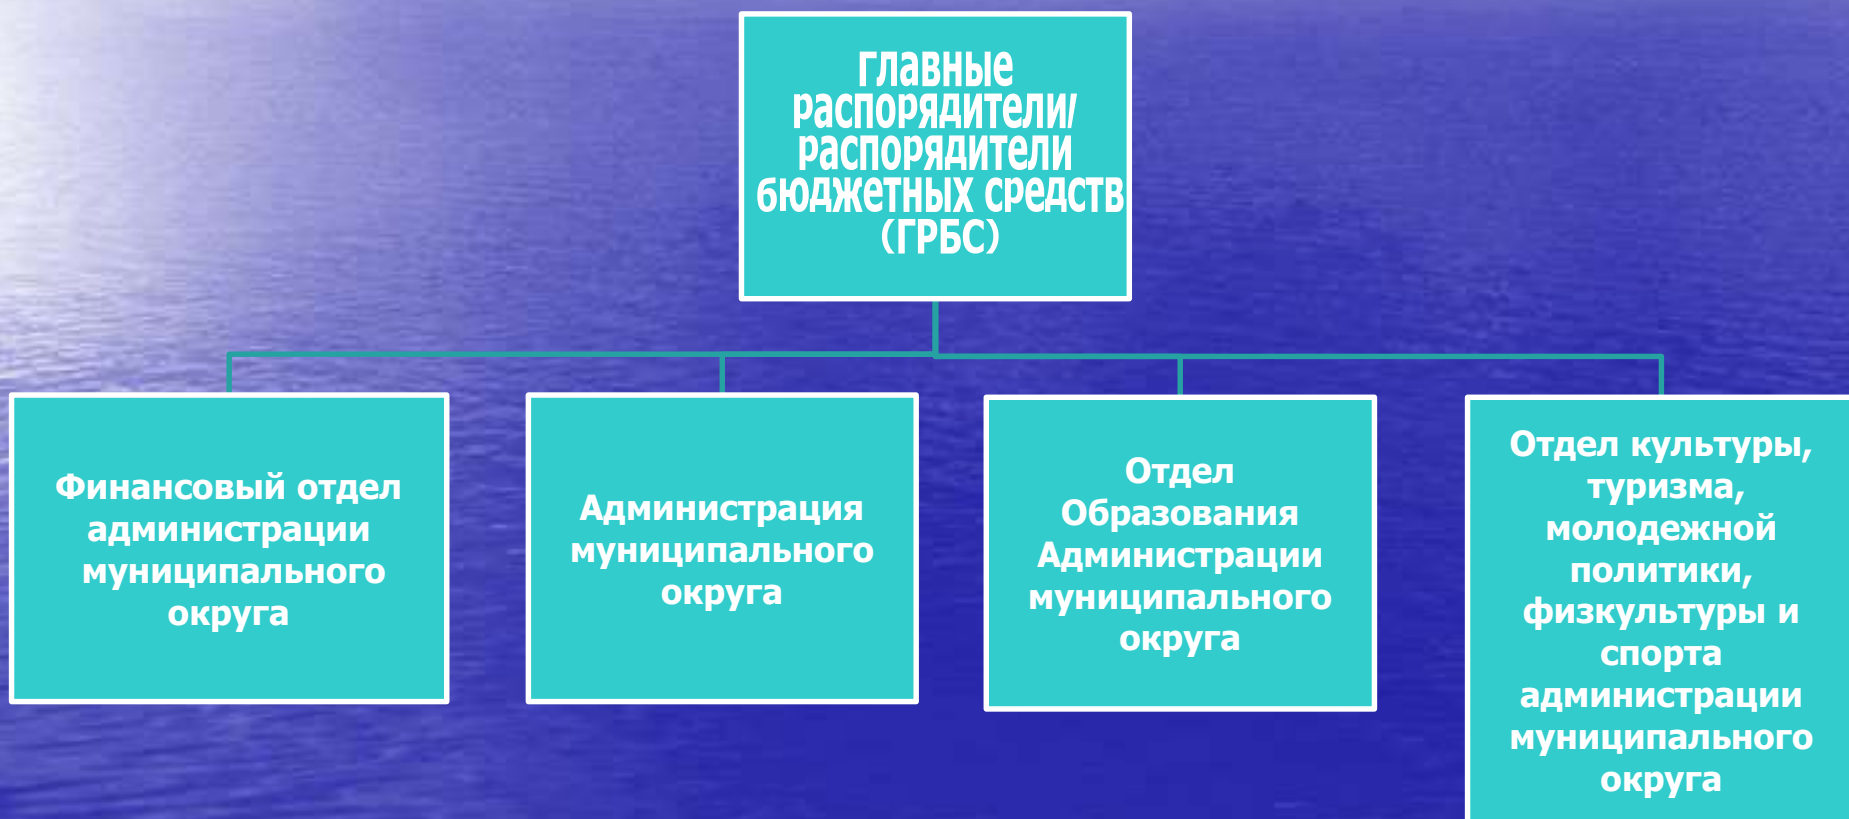 главные
распорядители/
распорядители
бюджетных средств
(ГРБС)
Финансовый отдел
администрации
муниципального
округа
Администрация
муниципального
округа
Отдел
Образования
Администрации
муниципального
округа
Отдел культуры,
туризма,
молодежной
политики,
физкультуры и
спорта
администрации
муниципального
округа